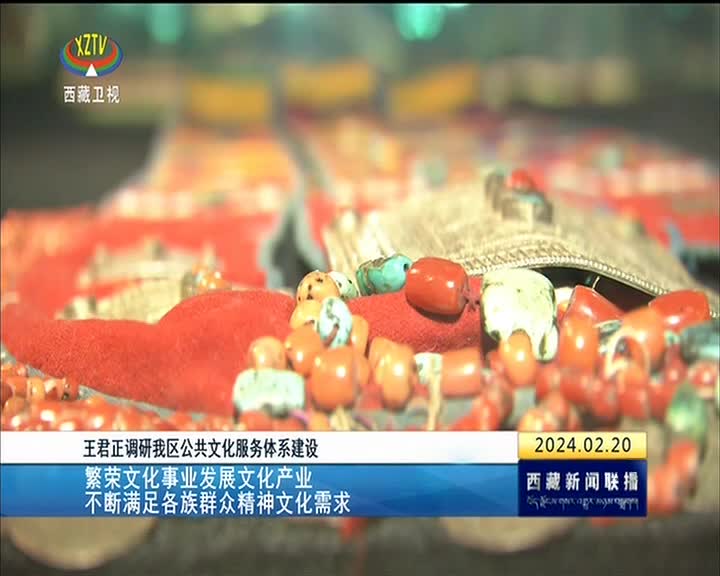 XZTV
西藏卫视
王君正调研我区公共文化服务体系建设
2024.02.20
繁荣文化事业发展文化产业
不断满足各族群众精神文化需求
西藏新闻联播